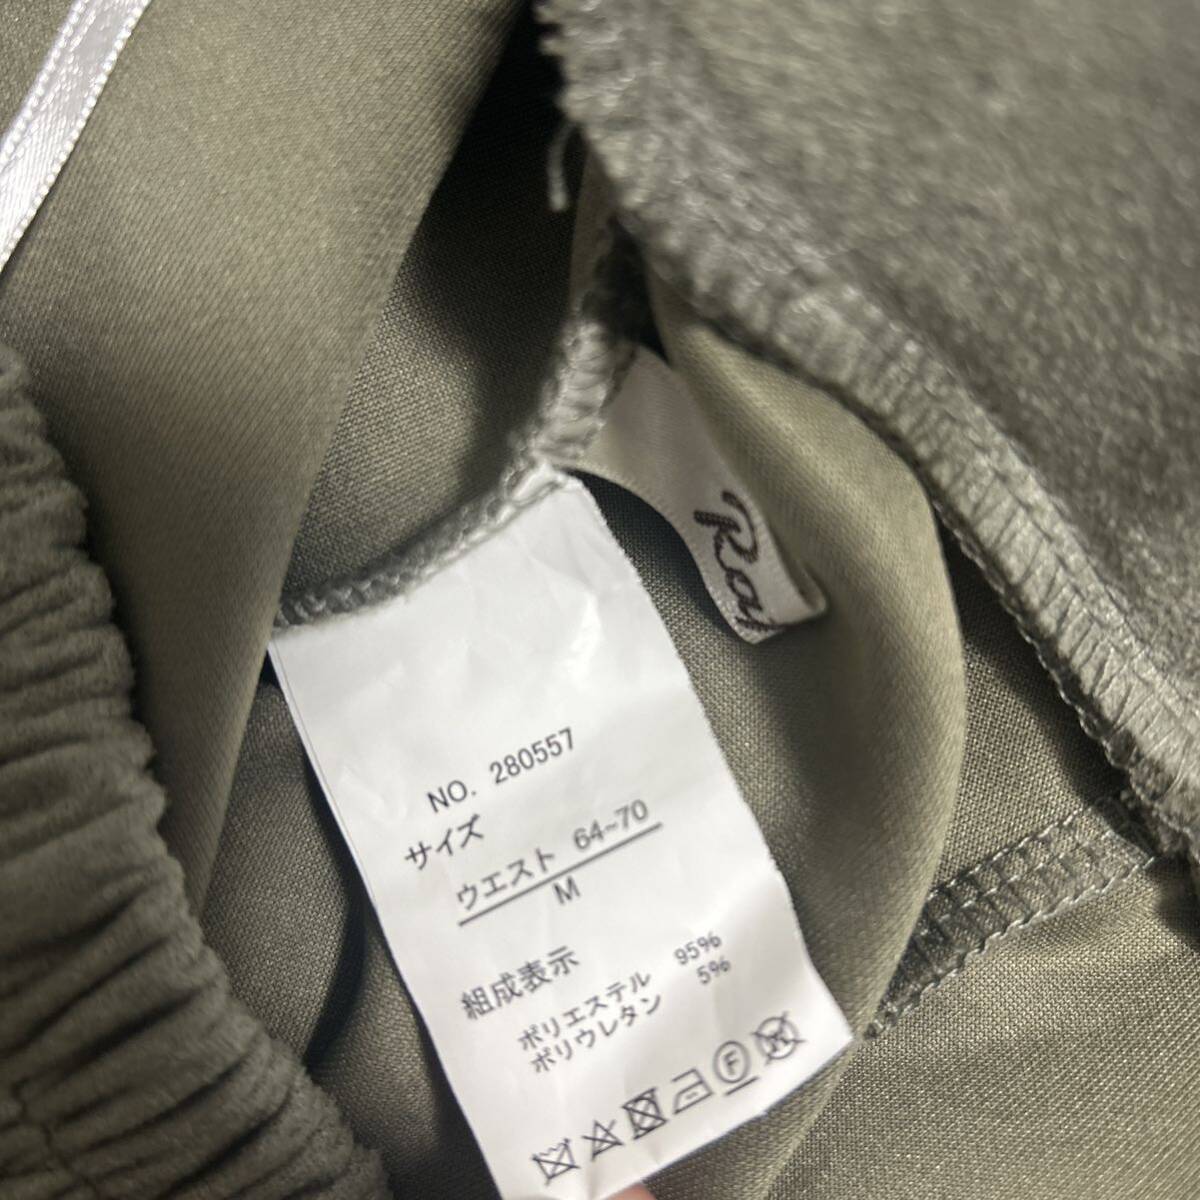 NO. 280557
サイズ
ウエスト 64~70
M
組成表示
ポリエステル 95%
ポリウレタン 5%
F
W